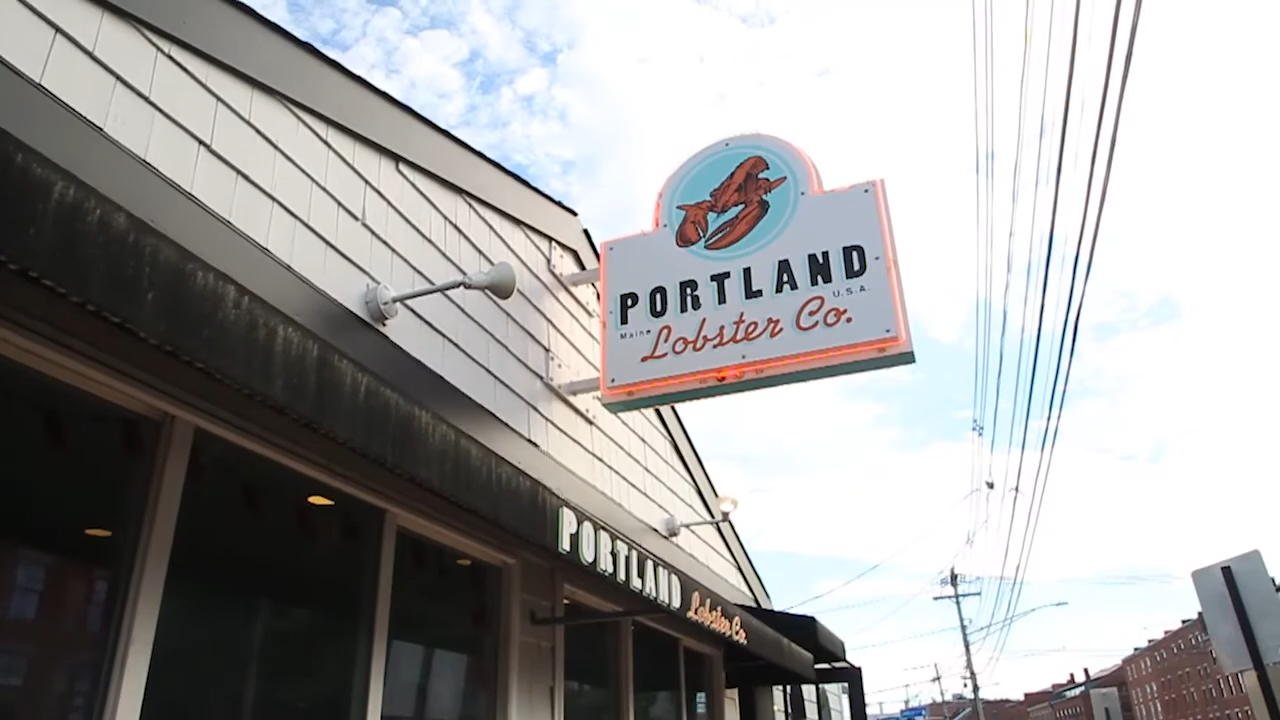 PORTLAND
U.S.A.
Maine
Lobster Co.
PORTLAND Lobster Co.